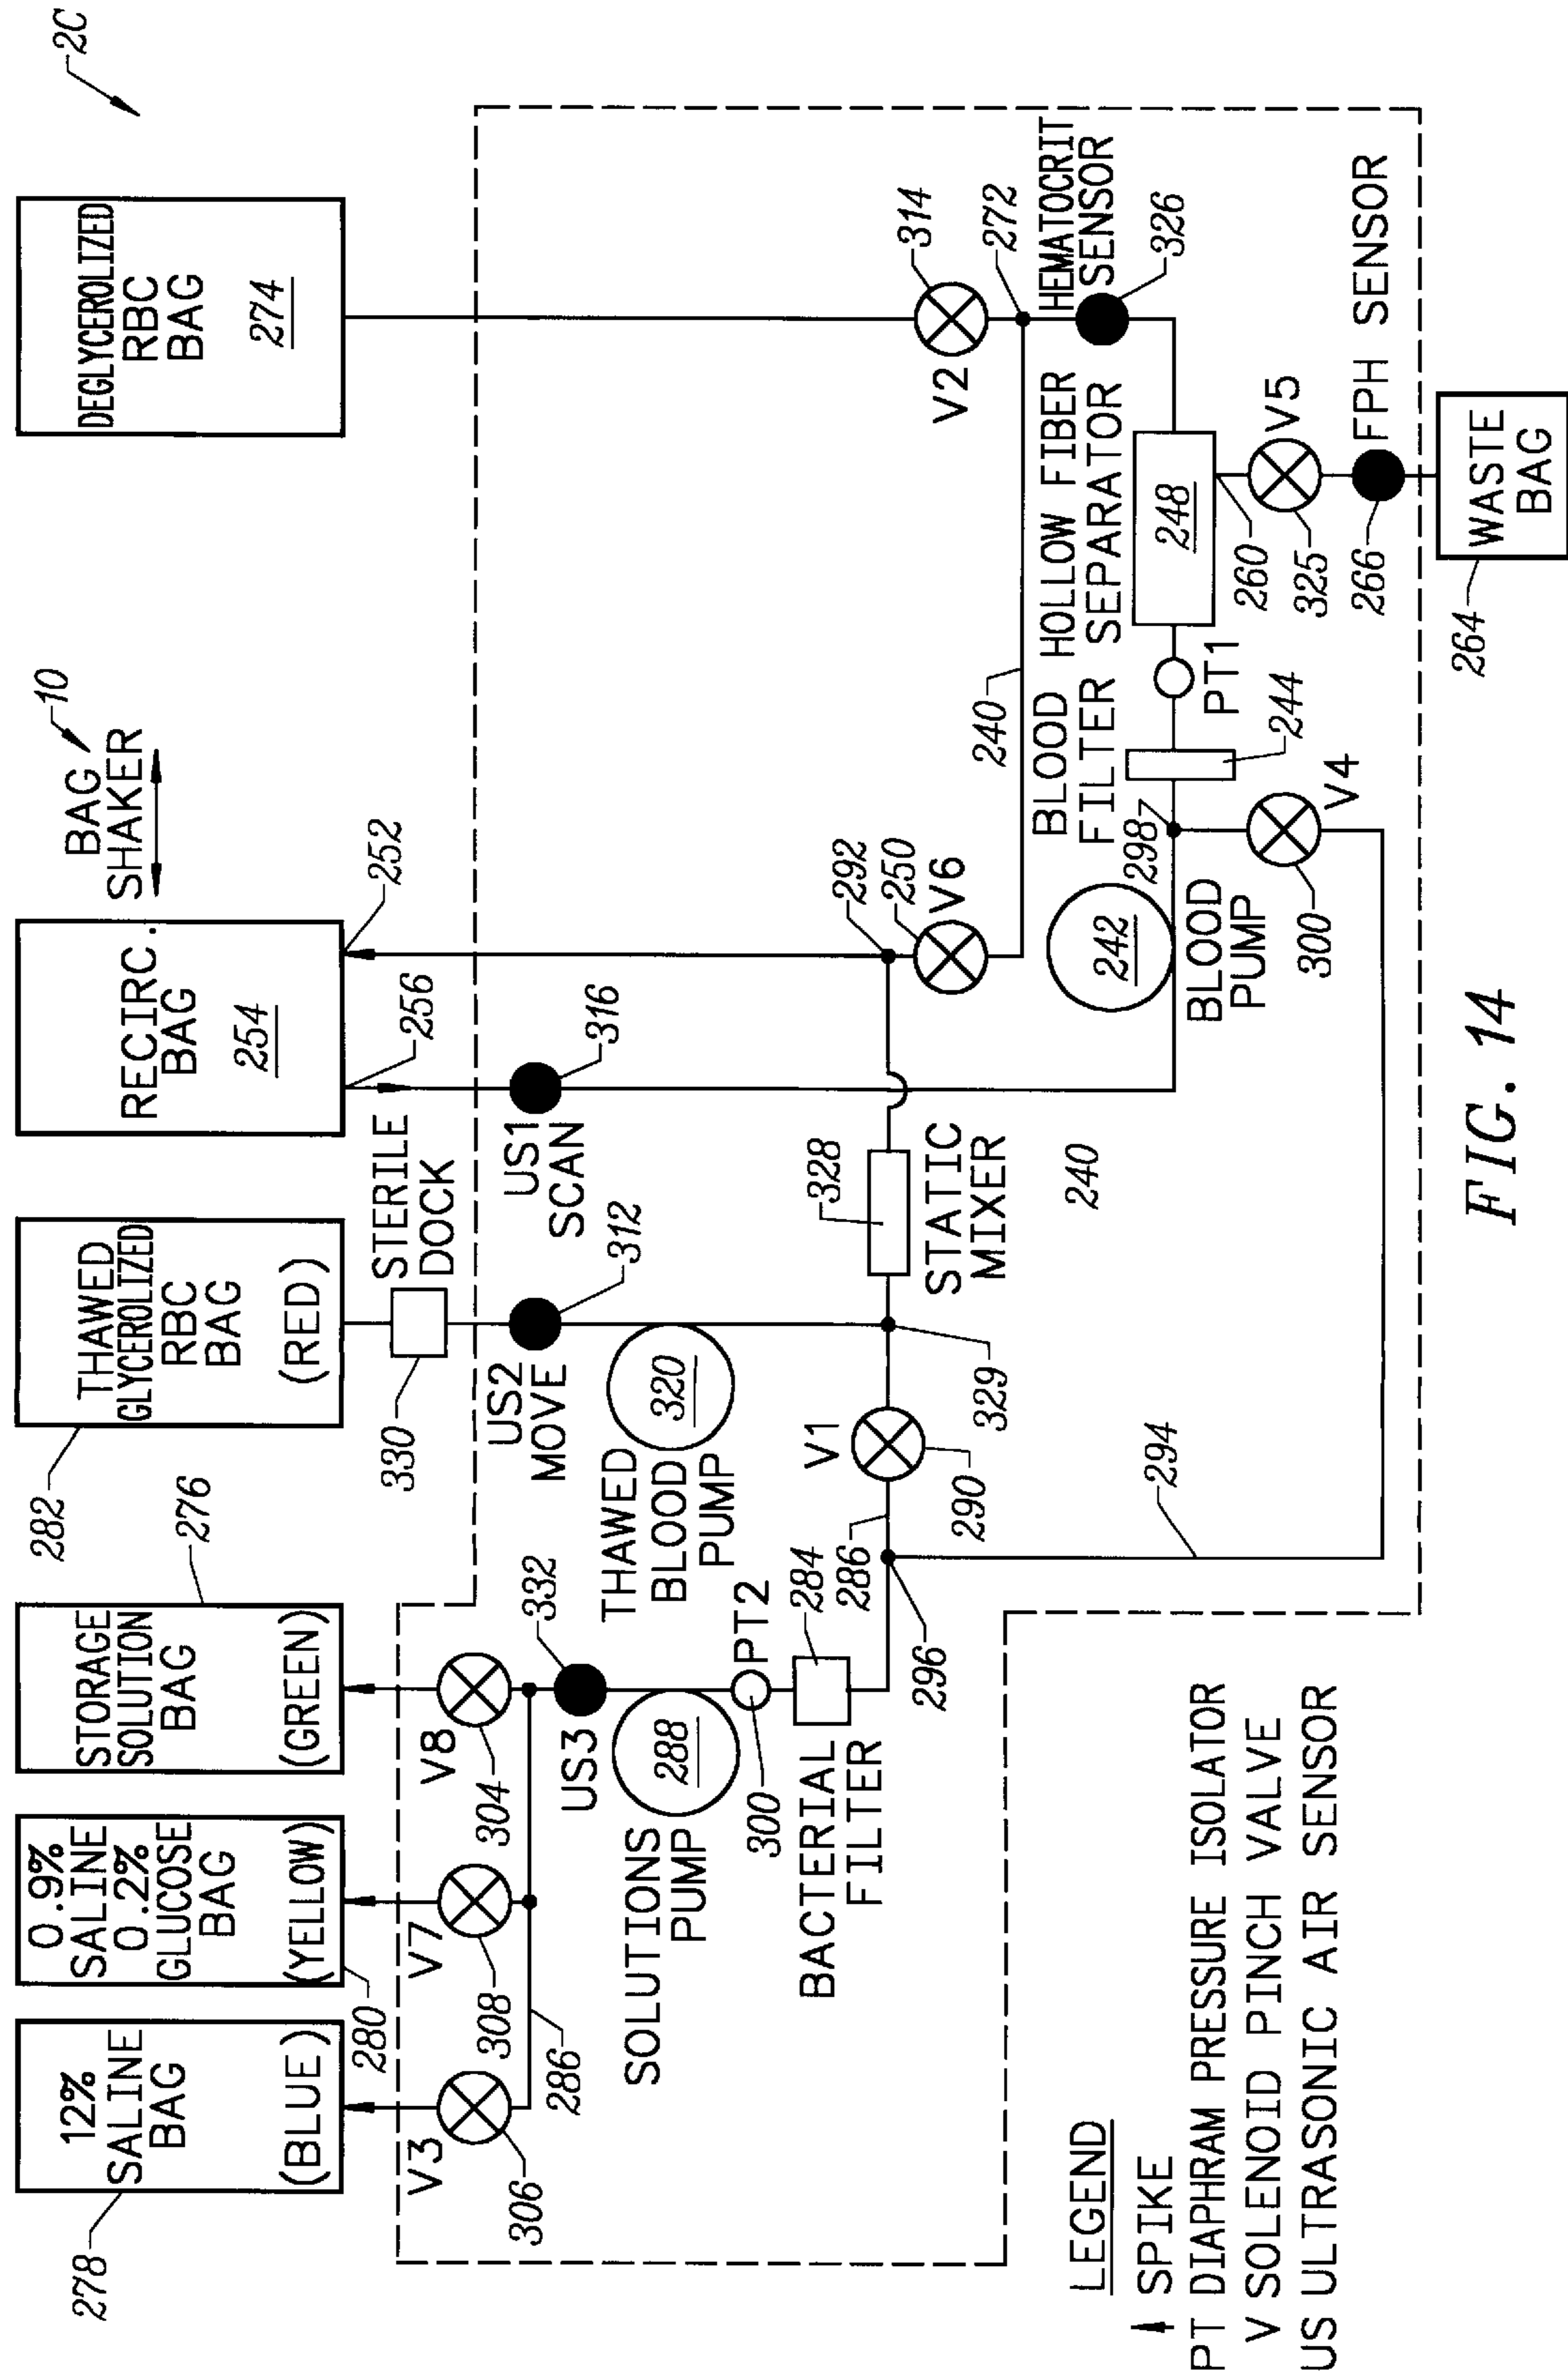 2C
12%
SALINE
BAG
(BLUE)
278
0.9%
SALINE
0.2%
GLUCOSE
BAG
(YELLOW)
280
STORAGE
SOLUTION
BAG
(GREEN)
276
THAWED
GLYCEROLIZED
RBC
BAG
(RED)
282
RECIRC.
BAG
254
BAG
SHAKER
10
DEGLYCEROLIZED
RBC
BAG
274
252
256
STERILE
DOCK
330
V3
306
V7
308
V8
304
286
US3
332
US2
MOVE
312
US1
SCAN
316
SOLUTIONS
PUMP
288
THAWED
BLOOD
PUMP
320
300
PT2
BACTERIAL
FILTER
284
286
296
V1
290
329
328
STATIC
MIXER
292
250
V6
V2
314
272
240
HEMATOCRIT
SENSOR
326
HOLLOW FIBER
SEPARATOR
248
BLOOD
FILTER
298
PT1
244
242
BLOOD
PUMP
240
294
300
V4
260
V5
325
266
FPH SENSOR
WASTE
BAG
264
LEGEND
SPIKE
PT DIAPHRAM PRESSURE ISOLATOR
V SOLENOID PINCH VALVE
US ULTRASONIC AIR SENSOR
FIG. 14